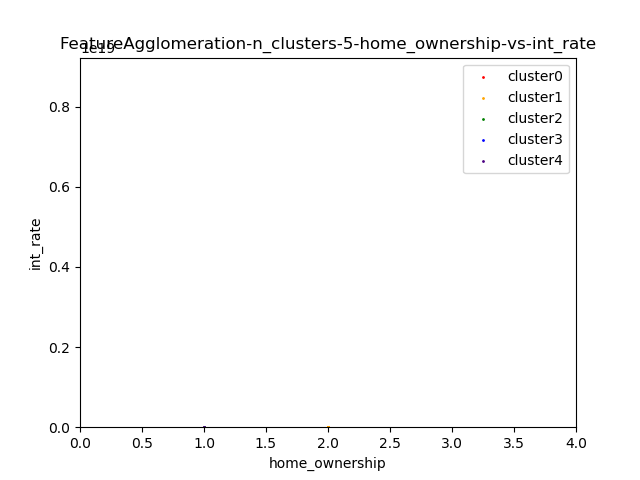 FeatureAgglomeration-n_clusters-5-home_ownership-vs-int_rate
1e19
cluster0
cluster1
cluster2
cluster3
cluster4
0.8
0.6
0.4
0.2
0.0
int_rate
0.0 0.5 1.0 1.5 2.0 2.5 3.0 3.5 4.0
home_ownership